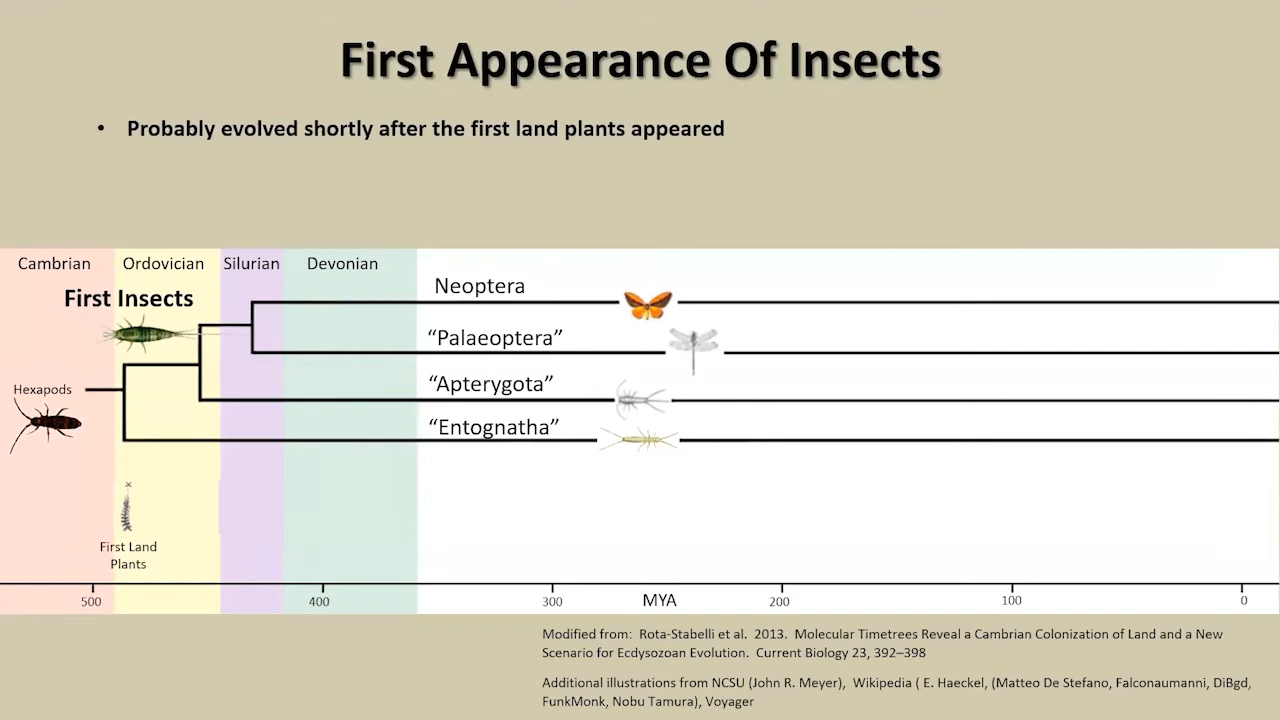 First Appearance Of Insects
• Probably evolved shortly after the first land plants appeared
Cambrian
Ordovician
Silurian
Devonian
First Insects
Neoptera
“Palaeoptera”
“Apterygota”
Hexapods
“Entognatha”
First Land
Plants
500
400
300
MYA
200
100
0
Modified from: Rota-Stabelli et al. 2013. Molecular Timetrees Reveal a Cambrian Colonization of Land and a New
Scenario for Ecdysozoan Evolution. Current Biology 23, 392–398
Additional illustrations from NCSU (John R. Meyer), Wikipedia ( E. Haeckel, (Matteo De Stefano, Falconaumanni, DiBgd,
FunkMonk, Nobu Tamura), Voyager